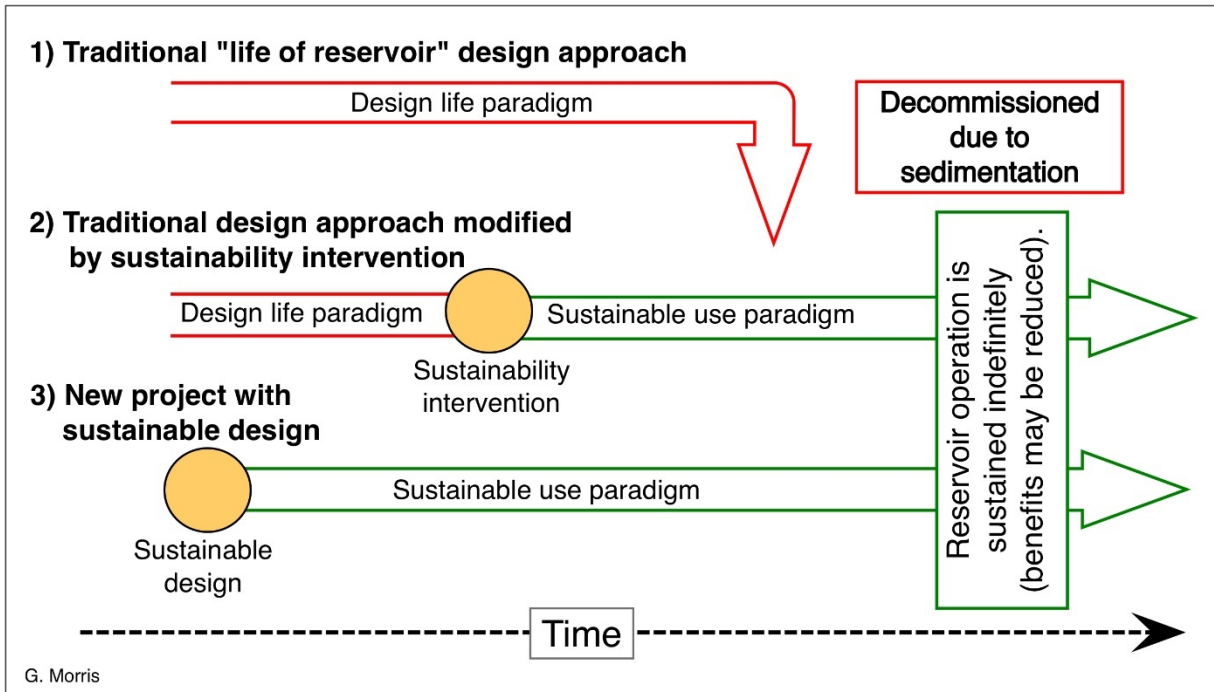 1) Traditional "life of reservoir" design approach
Design life paradigm
Decommissioned
due to
sedimentation
2) Traditional design approach modified
by sustainability intervention
Design life paradigm
Sustainable use paradigm
Sustainability
intervention
3) New project with
sustainable design
Sustainable use paradigm
Sustainable
design
Reservoir operation is
sustained indefinitely
(benefits may be reduced).
Time
G. Morris